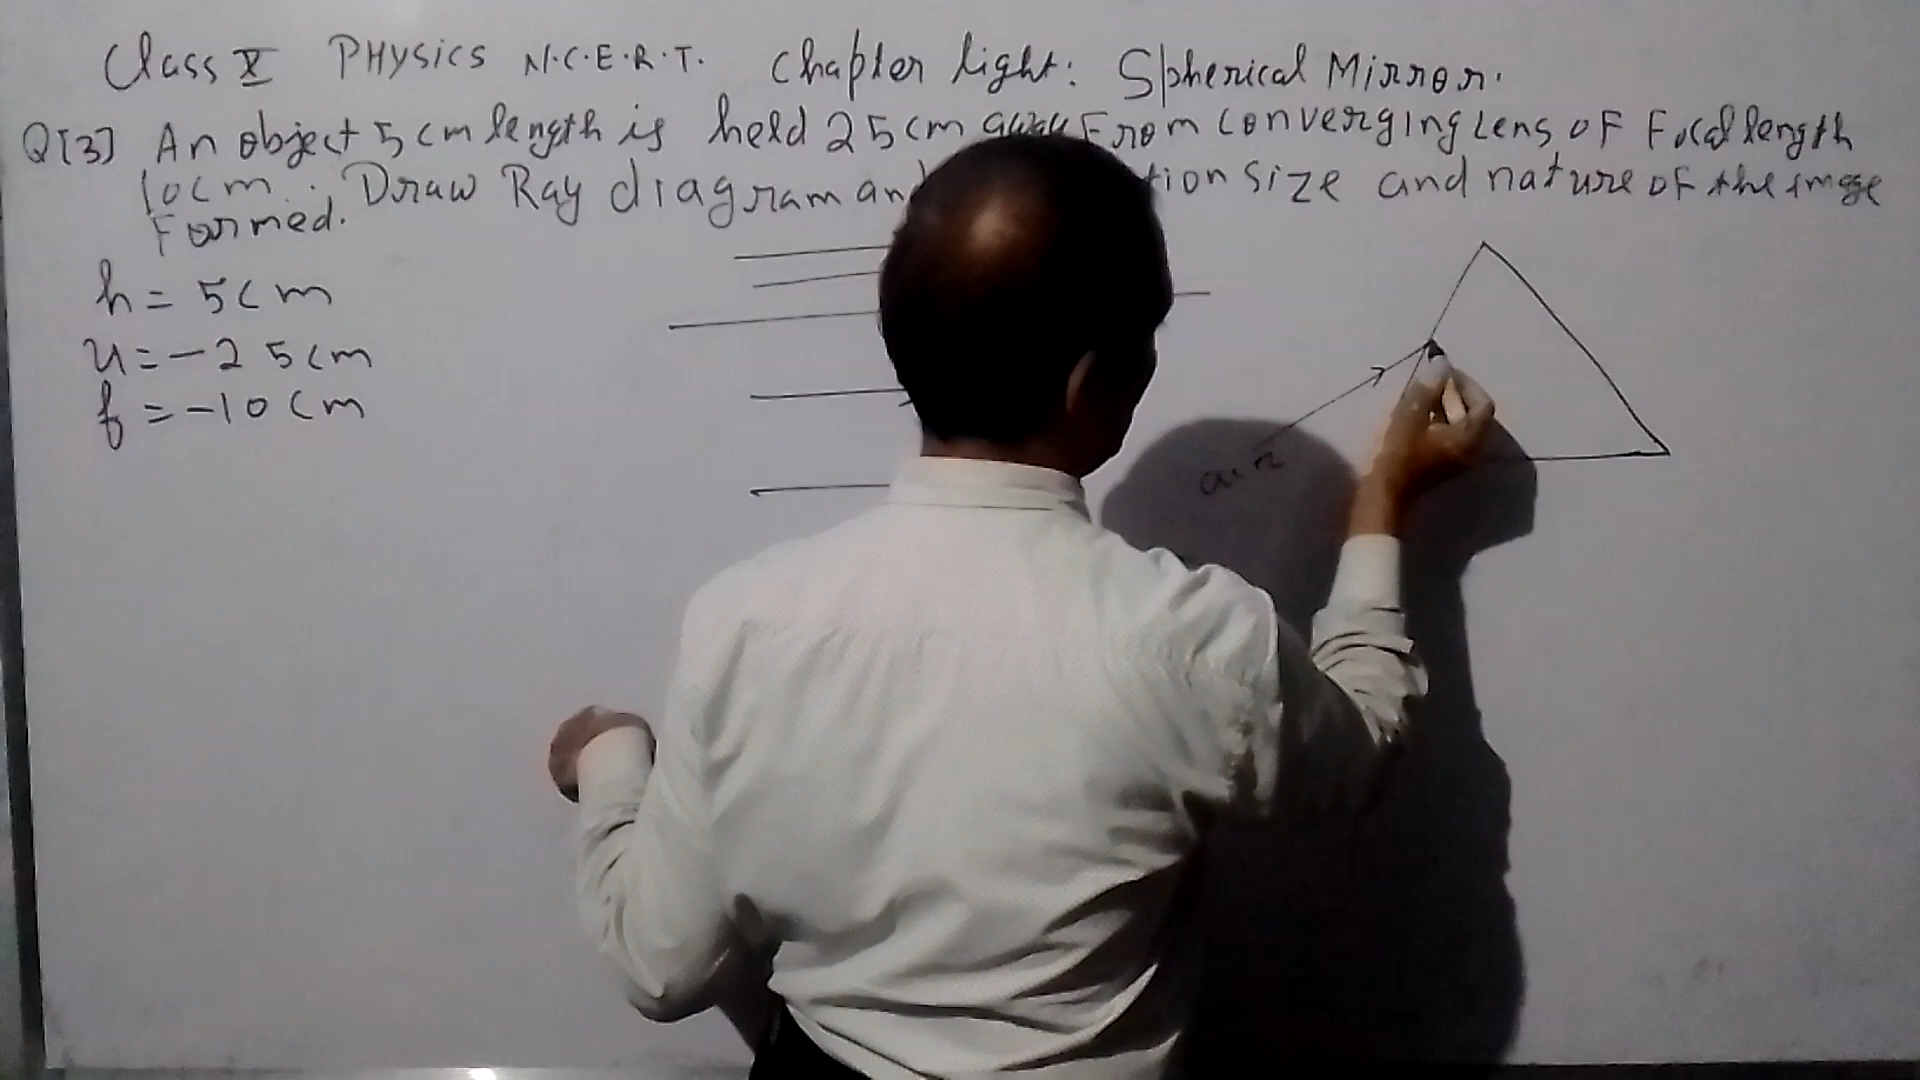 Class X PHYSICS N.C.E.R.T. Chapter light: Spherical Mirror.
Q[3] An object 5cm length is held 25cm away From converging Lens of Focal length
10cm. Draw Ray diagram and tion size and nature of the image
Formed.
h = 5cm
u = -25cm
f = -10cm
air